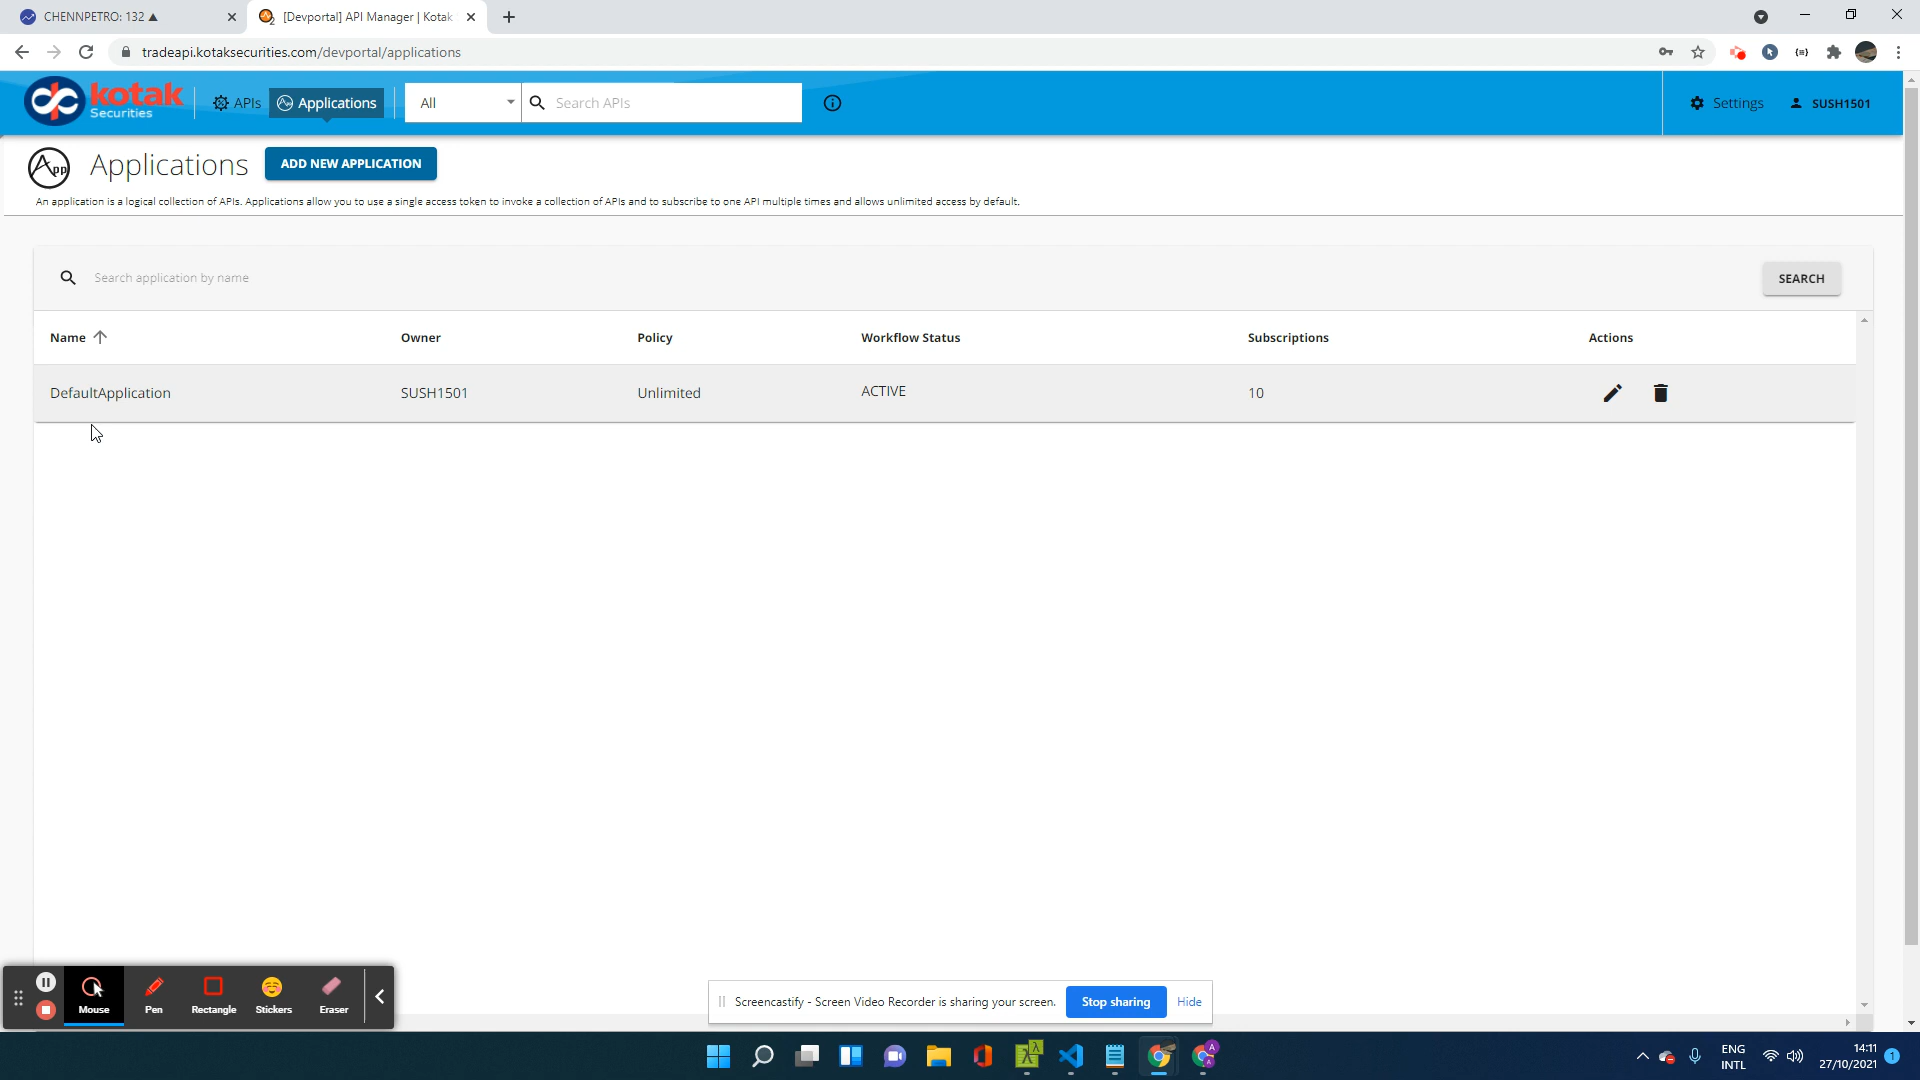 CHENNPETRO: 132 ▲
[Devportal] API Manager | Kotak
tradeapi.kotaksecurities.com/devportal/applications
kotak
Securities
APIs
Applications
All
Search APIs
Settings
SUSH1501
App
Applications
ADD NEW APPLICATION
An application is a logical collection of APIs. Applications allow you to use a single access token to invoke a collection of APIs and to subscribe to one API multiple times and allows unlimited access by default.
Search application by name
SEARCH
Name Owner Policy Workflow Status Subscriptions Actions
DefaultApplication SUSH1501 Unlimited ACTIVE 10
Mouse Pen Rectangle Stickers Eraser
Screencastify - Screen Video Recorder is sharing your screen.
Stop sharing
Hide
ENG
INTL
14:11
27/10/2021
1